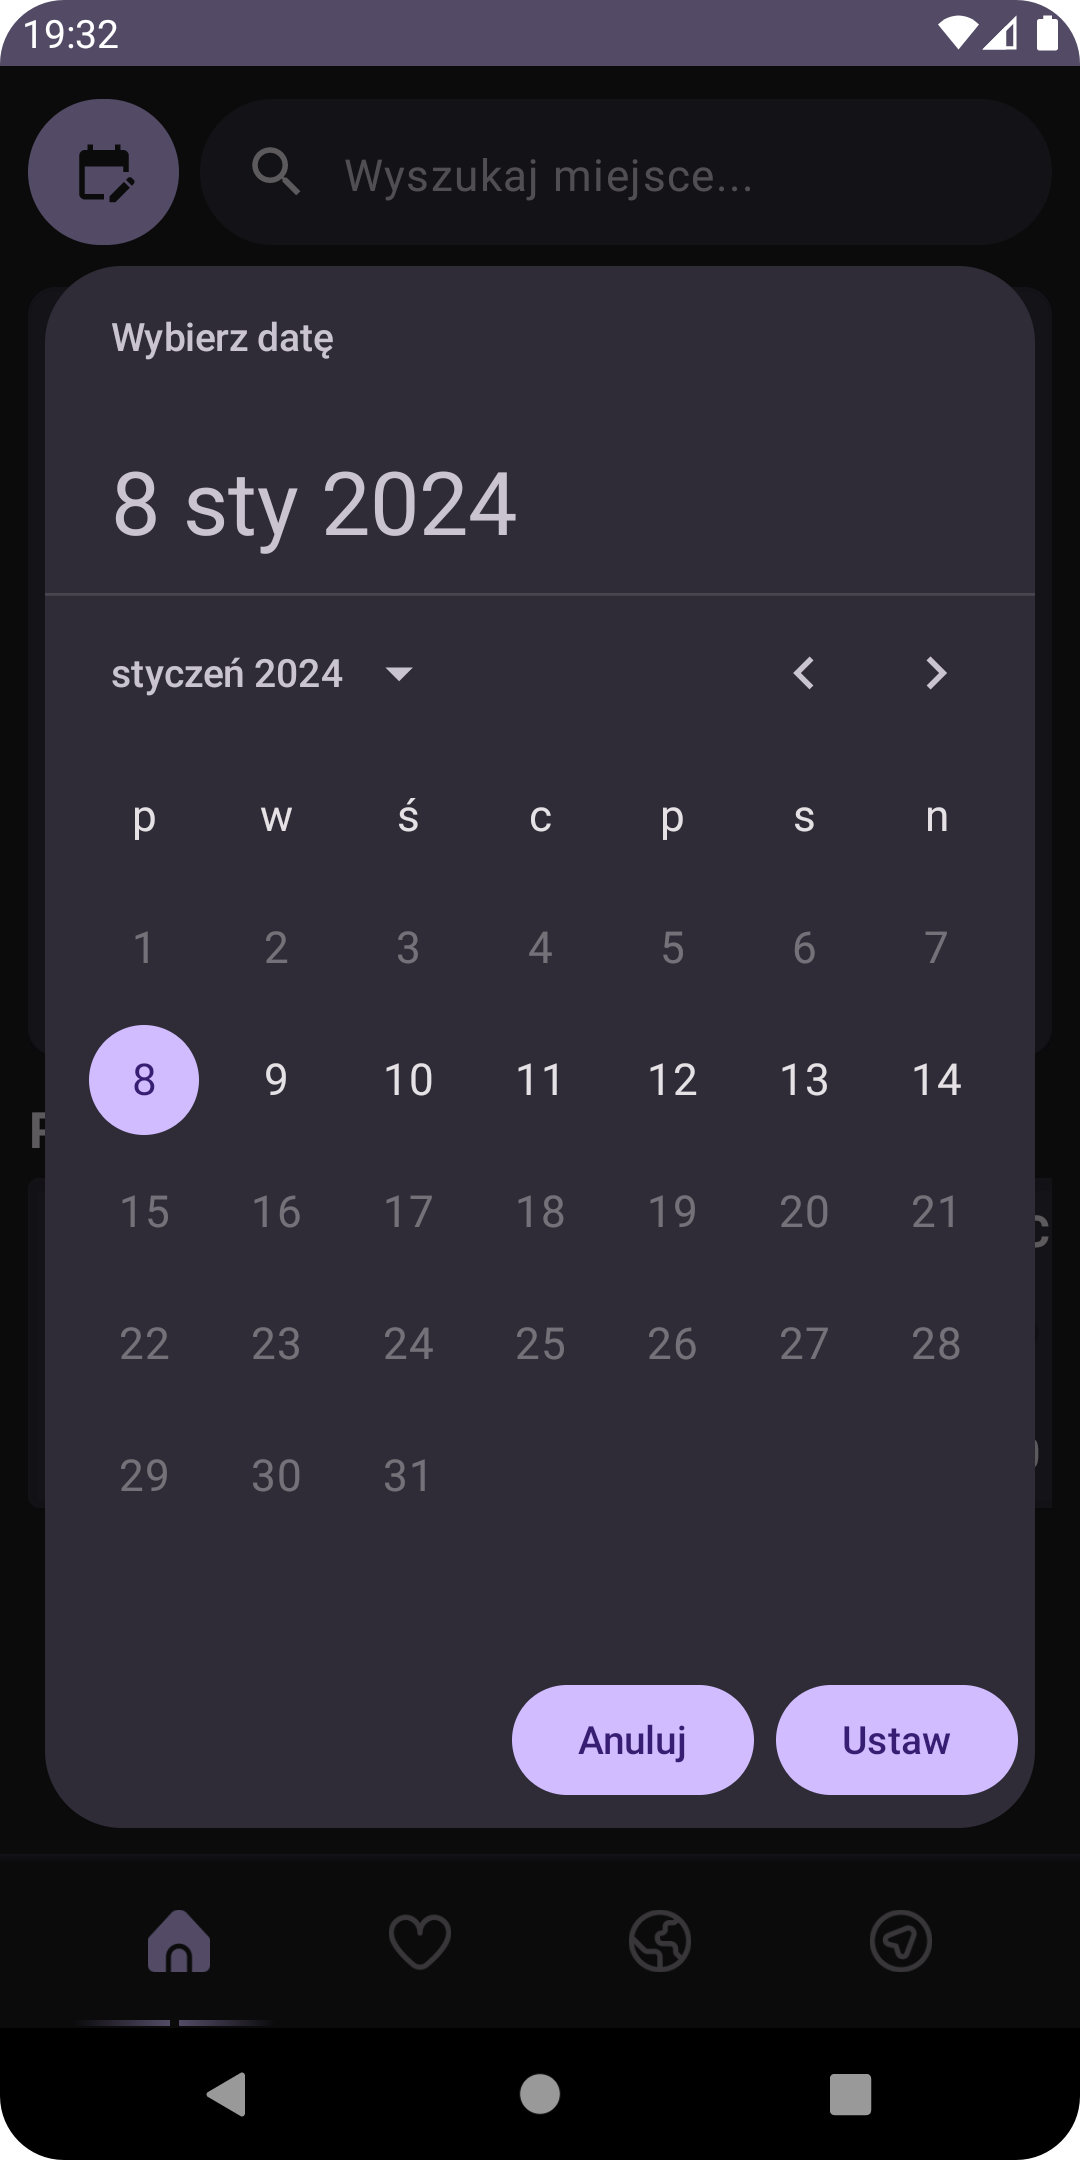 19:32
Wyszukaj miejsce...
Wybierz datę
8 sty 2024
styczeń 2024
p w ś c p s n
1 2 3 4 5 6 7
8 9 10 11 12 13 14
15 16 17 18 19 20 21
22 23 24 25 26 27 28
29 30 31
Anuluj Ustaw